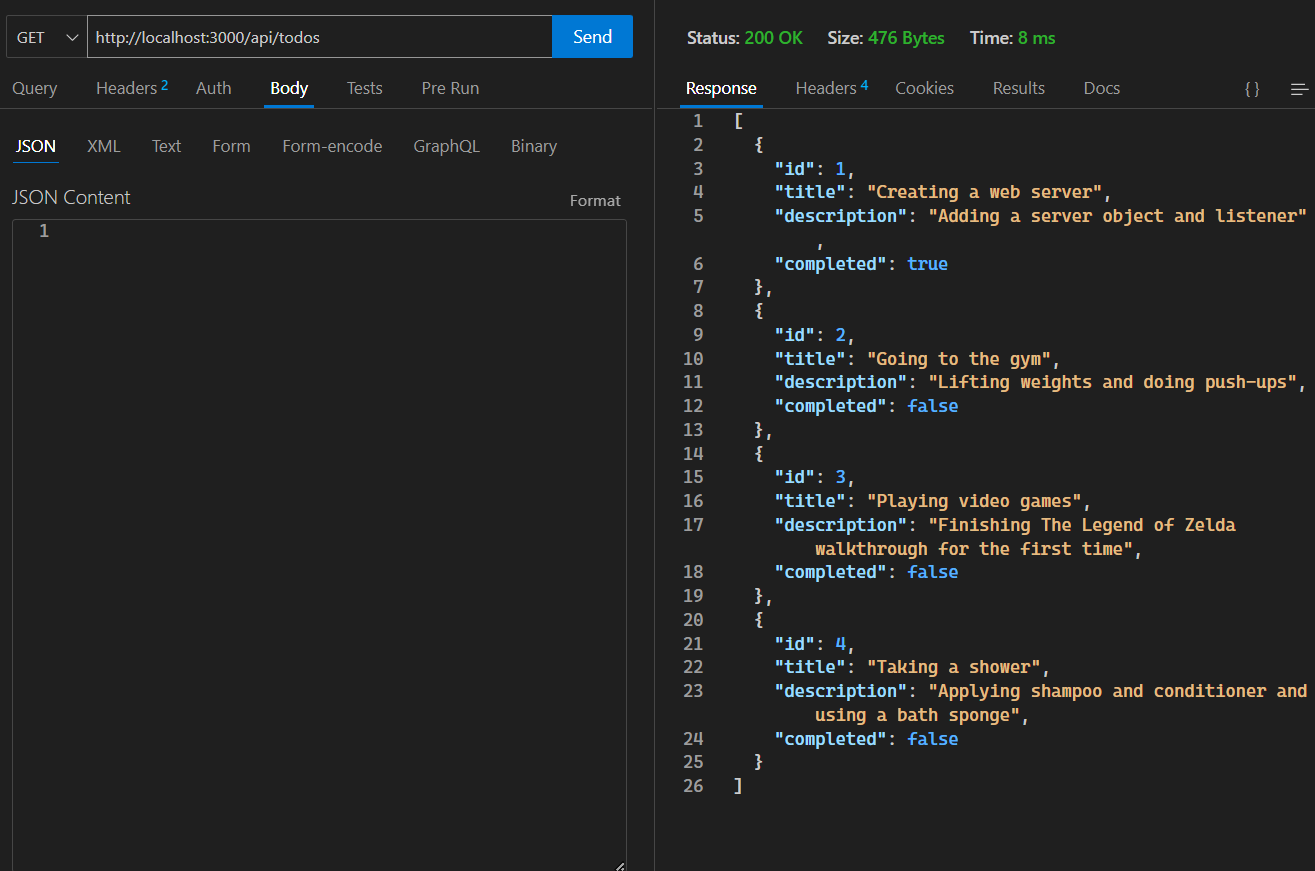 GET http://localhost:3000/api/todos Send
Query Headers 2 Auth Body Tests Pre Run
JSON XML Text Form Form-encode GraphQL Binary
JSON Content Format
1
Status: 200 OK Size: 476 Bytes Time: 8 ms
Response Headers 4 Cookies Results Docs { }
1 [
2 {
3 "id": 1,
4 "title": "Creating a web server",
5 "description": "Adding a server object and listener"
,
6 "completed": true
7 },
8 {
9 "id": 2,
10 "title": "Going to the gym",
11 "description": "Lifting weights and doing push-ups",
12 "completed": false
13 },
14 {
15 "id": 3,
16 "title": "Playing video games",
17 "description": "Finishing The Legend of Zelda
walkthrough for the first time",
18 "completed": false
19 },
20 {
21 "id": 4,
22 "title": "Taking a shower",
23 "description": "Applying shampoo and conditioner and
using a bath sponge",
24 "completed": false
25 }
26 ]